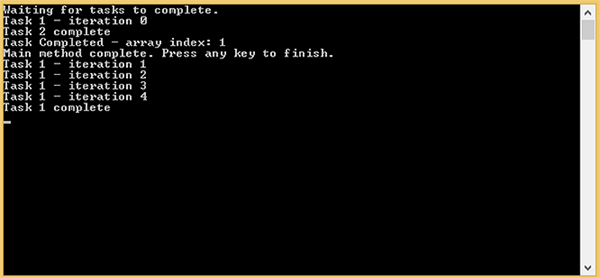 Waiting for tasks to complete.
Task 1 - iteration 0
Task 2 complete
Task Completed - array index: 1
Main method complete. Press any key to finish.
Task 1 - iteration 1
Task 1 - iteration 2
Task 1 - iteration 3
Task 1 - iteration 4
Task 1 complete